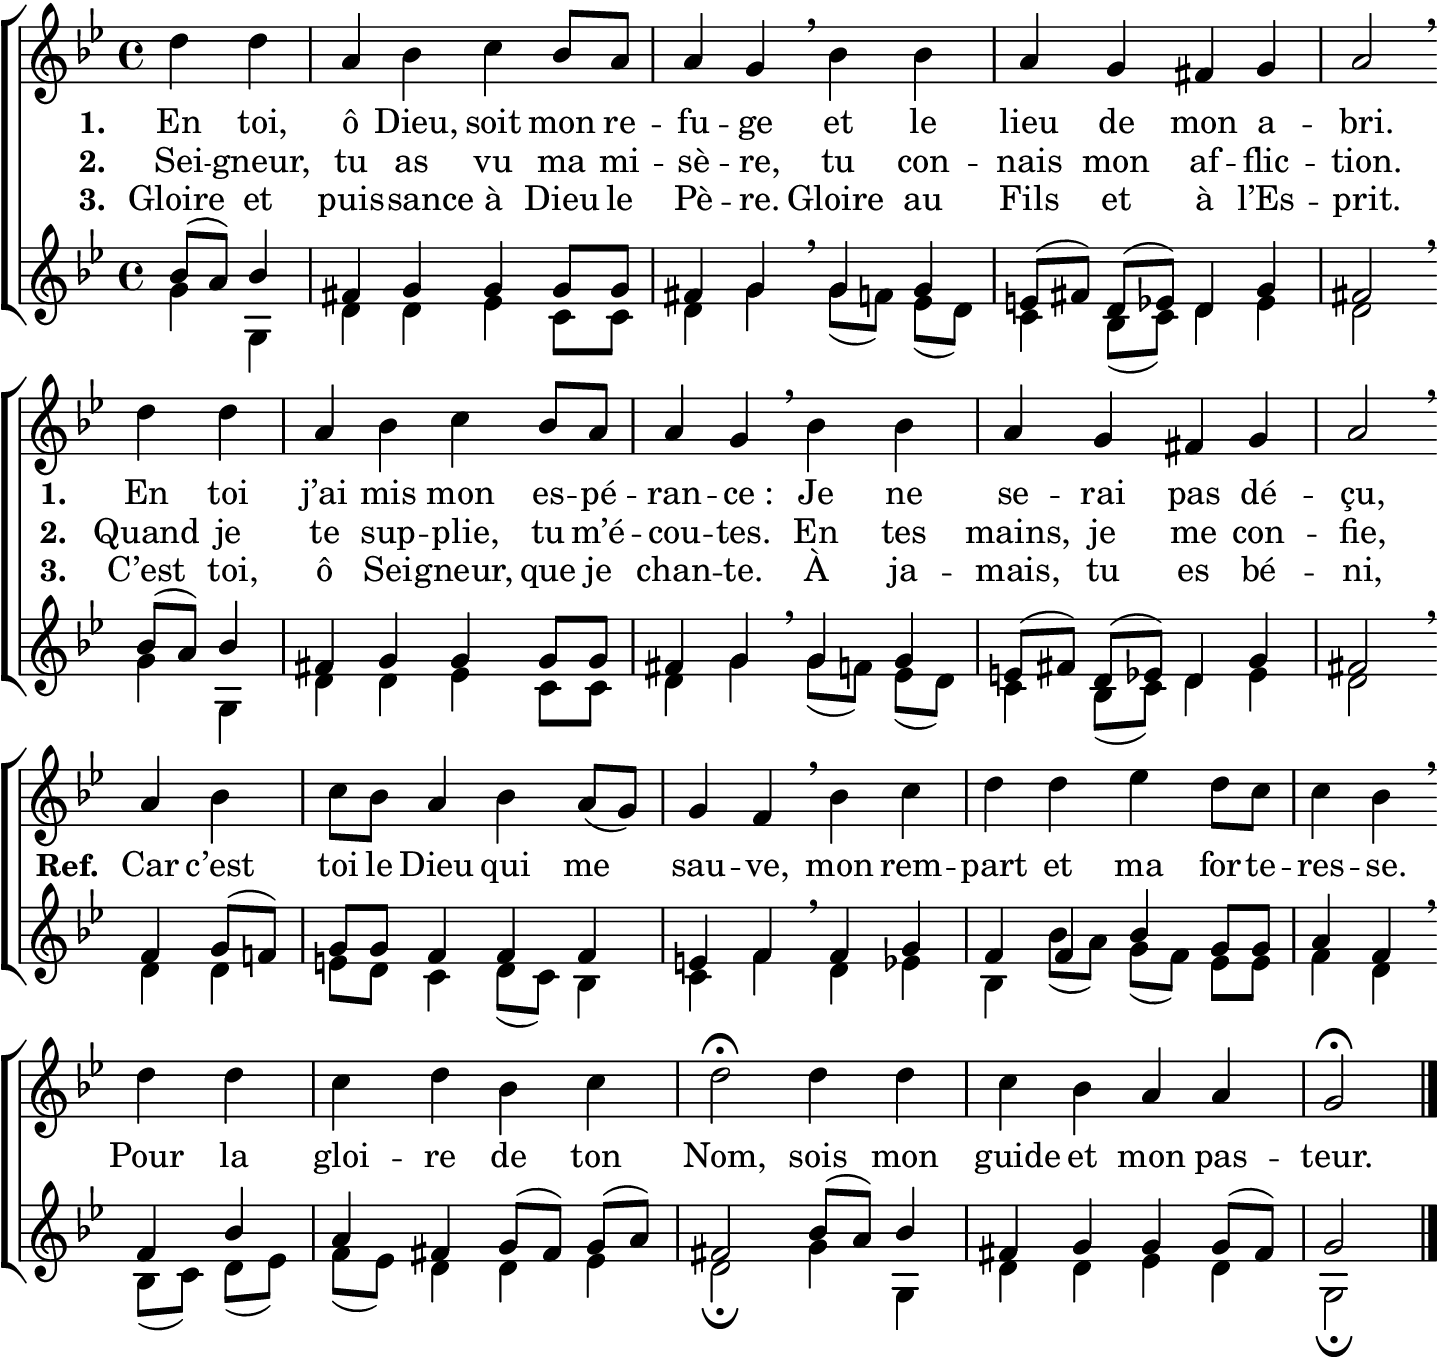 1. En toi, ô Dieu, soit mon re - fu - ge et le lieu de mon a - bri.
2. Sei - gneur, tu as vu ma mi - sè - re, tu con - nais mon af - flic - tion.
3. Gloire et puis - sance à Dieu le Pè - re. Gloire au Fils et à l’Es - prit.
1. En toi j’ai mis mon es - pé - ran - ce : Je ne se - rai pas dé - çu,
2. Quand je te sup - plie, tu m’é - cou - tes. En tes mains, je me con - fie,
3. C’est toi, ô Sei - gneur, que je chan - te. À ja - mais, tu es bé - ni,
Ref. Car c’est toi le Dieu qui me sau - ve, mon rem - part et ma for - te - res - se.
Pour la gloi - re de ton Nom, sois mon guide et mon pas - teur.